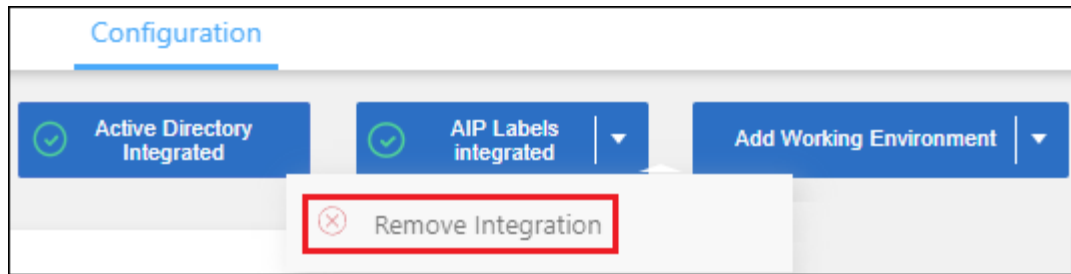 Configuration
Active Directory
Integrated
AIP Labels
integrated
Add Working Environment
Remove Integration